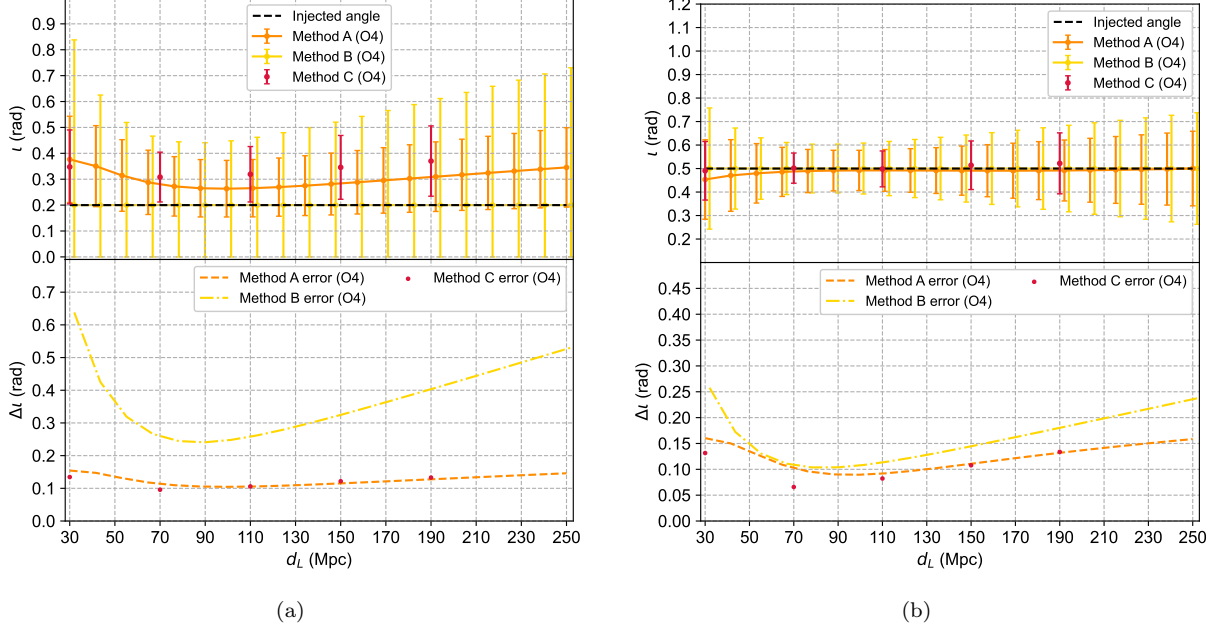 Injected angle
Method A (O4)
Method B (O4)
Method C (O4)
ι (rad)
0.9
0.8
0.7
0.6
0.5
0.4
0.3
0.2
0.1
0.0
Method A error (O4)
Method B error (O4)
Method C error (O4)
Δι (rad)
0.7
0.6
0.5
0.4
0.3
0.2
0.1
0.0
30 50 70 90 110 130 150 170 190 210 230 250
d_L (Mpc)
(a)
Injected angle
Method A (O4)
Method B (O4)
Method C (O4)
ι (rad)
1.2
1.1
1.0
0.9
0.8
0.7
0.6
0.5
0.4
0.3
0.2
Method A error (O4)
Method B error (O4)
Method C error (O4)
Δι (rad)
0.45
0.40
0.35
0.30
0.25
0.20
0.15
0.10
0.05
0.00
30 50 70 90 110 130 150 170 190 210 230 250
d_L (Mpc)
(b)